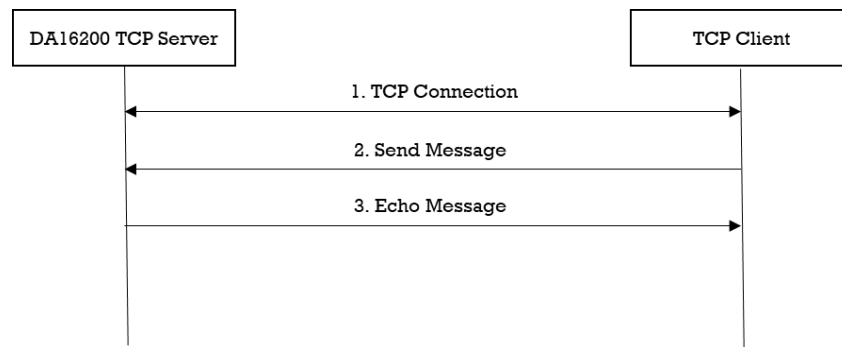 DA16200 TCP Server
TCP Client
1. TCP Connection
2. Send Message
3. Echo Message